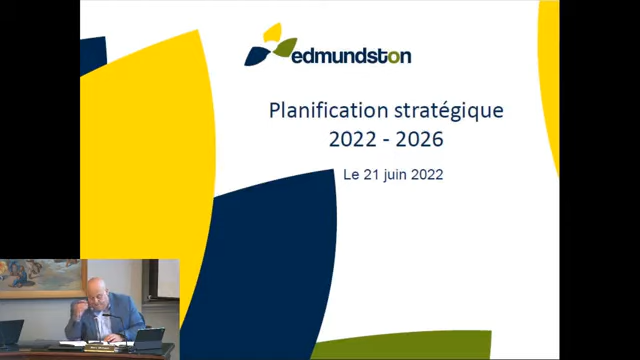 edmundston
Planification stratégique
2022 - 2026
Le 21 juin 2022